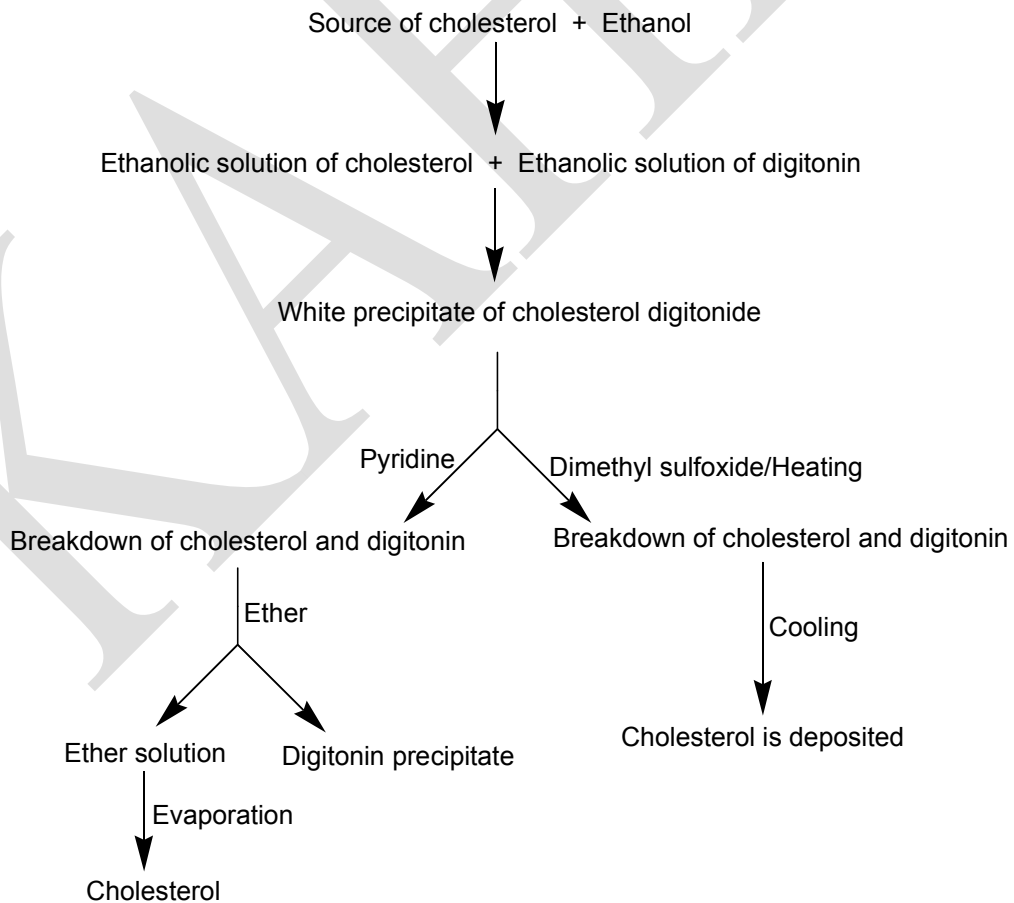 Source of cholesterol + Ethanol
Ethanolic solution of cholesterol + Ethanolic solution of digitonin
White precipitate of cholesterol digitonide
Pyridine
Dimethyl sulfoxide/Heating
Breakdown of cholesterol and digitonin
Breakdown of cholesterol and digitonin
Ether
Cooling
Ether solution
Digitonin precipitate
Cholesterol is deposited
Evaporation
Cholesterol